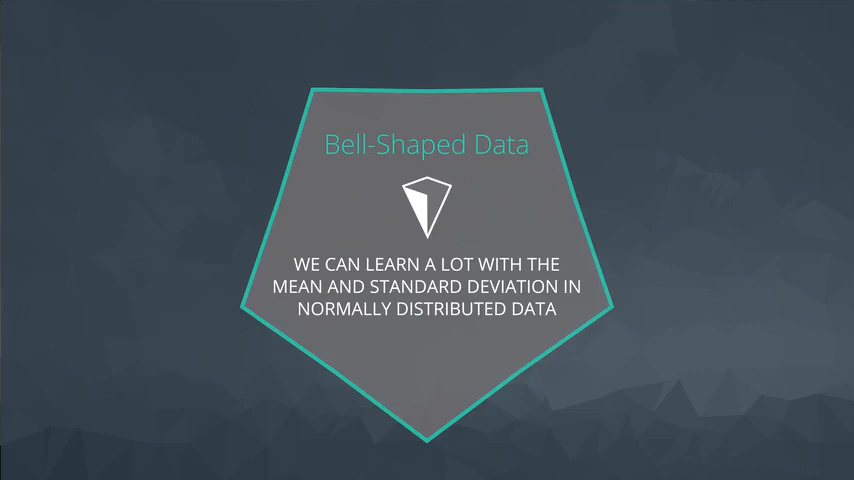 Bell-Shaped Data
WE CAN LEARN A LOT WITH THE
MEAN AND STANDARD DEVIATION IN
NORMALLY DISTRIBUTED DATA